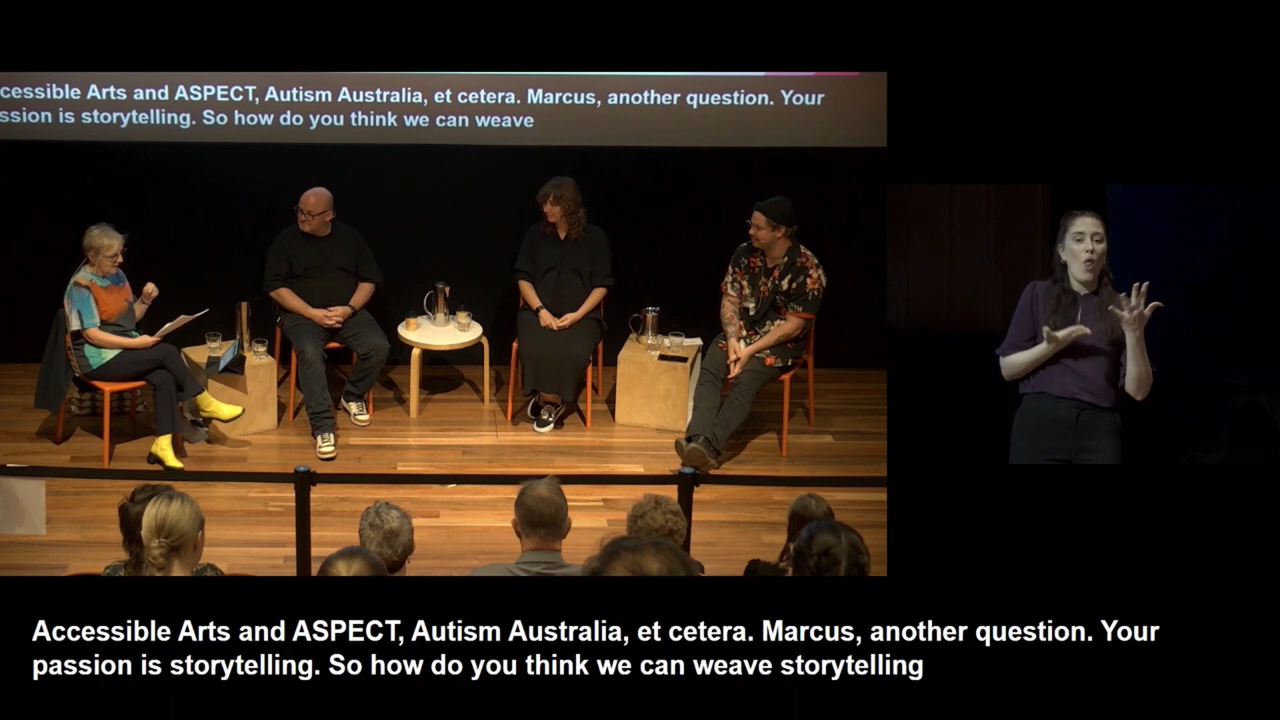 cessible Arts and ASPECT, Autism Australia, et cetera. Marcus, another question. Your
ssion is storytelling. So how do you think we can weave
Accessible Arts and ASPECT, Autism Australia, et cetera. Marcus, another question. Your
passion is storytelling. So how do you think we can weave storytelling